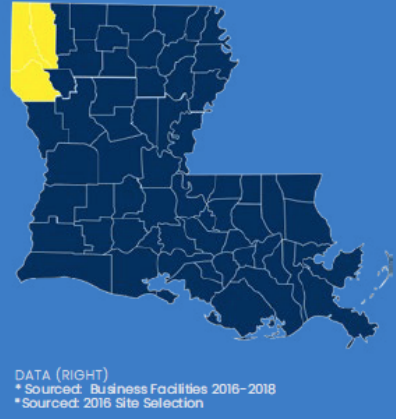 DATA (RIGHT)
* Sourced: Business Facilities 2016-2018
*Sourced: 2016 Site Selection